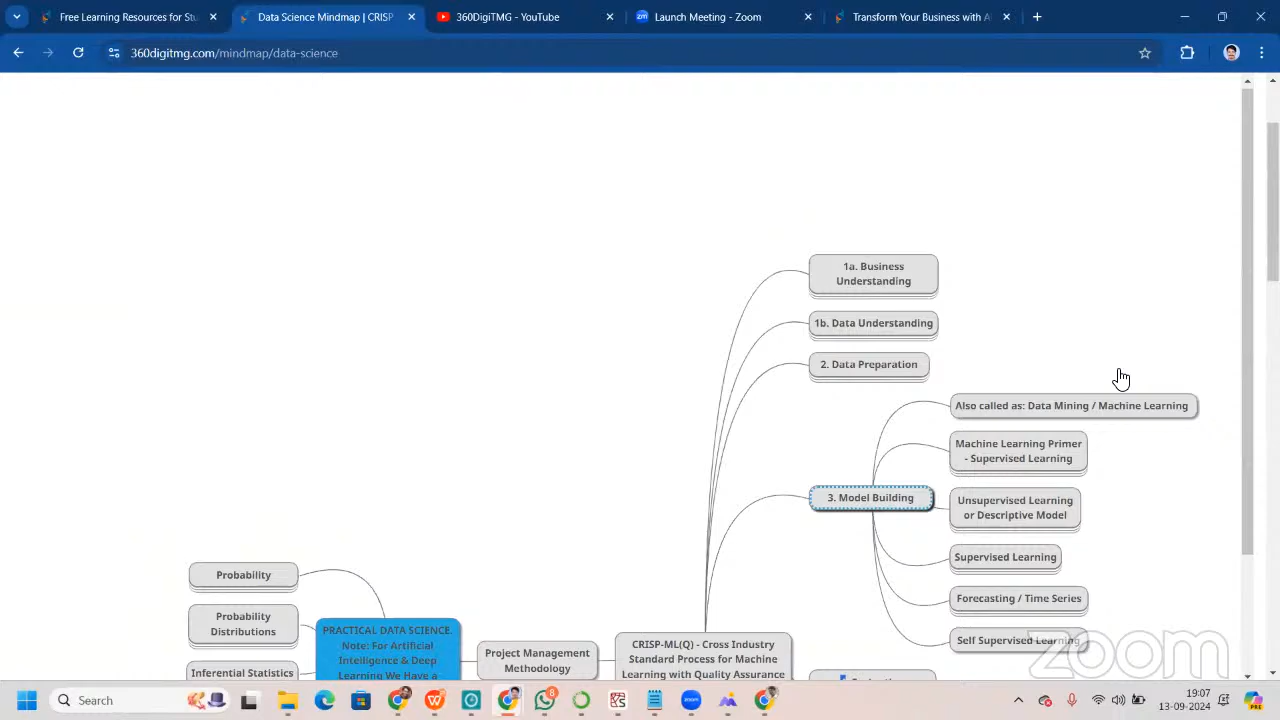 Free Learning Resources for Stu
Data Science Mindmap | CRISP
360DigiTMG - YouTube
Launch Meeting - Zoom
Transform Your Business with A
360digitmg.com/mindmap/data-science
1a. Business
Understanding
1b. Data Understanding
2. Data Preparation
Also called as: Data Mining / Machine Learning
Machine Learning Primer
- Supervised Learning
3. Model Building
Unsupervised Learning
or Descriptive Model
Supervised Learning
Forecasting / Time Series
Self Supervised Learning
Probability
Probability
Distributions
Inferential Statistics
PRACTICAL DATA SCIENCE.
Note: For Artificial
Intelligence & Deep
Learning We Have a
Project Management
Methodology
CRISP-ML(Q) - Cross Industry
Standard Process for Machine
Learning with Quality Assurance
zoom
Search
8
19:07
13-09-2024